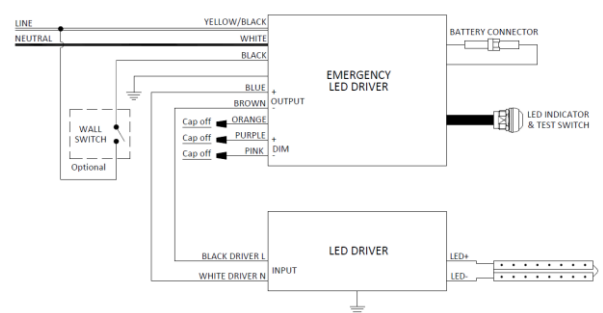 LINE
YELLOW/BLACK
NEUTRAL
WHITE
BLACK
BATTERY CONNECTOR
EMERGENCY
LED DRIVER
BLUE
+
OUTPUT
BROWN
-
Cap off
ORANGE
Cap off
PURPLE
+
DIM
Cap off
PINK
-
LED INDICATOR
& TEST SWITCH
WALL
SWITCH
Optional
LED DRIVER
BLACK DRIVER L
INPUT
WHITE DRIVER N
LED+
LED-